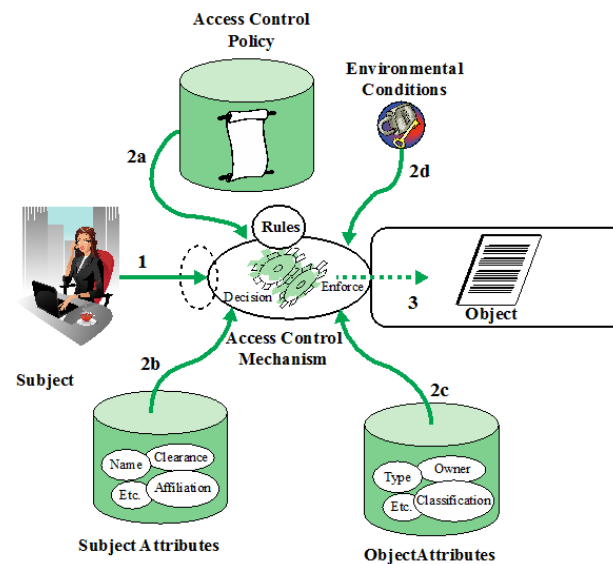 Access Control
Policy
Environmental
Conditions
2a
2d
Rules
1
Decision
Enforce
3
Object
Access Control
Mechanism
Subject
2b
2c
Name
Clearance
Etc.
Affiliation
Subject Attributes
Type
Owner
Etc.
Classification
ObjectAttributes